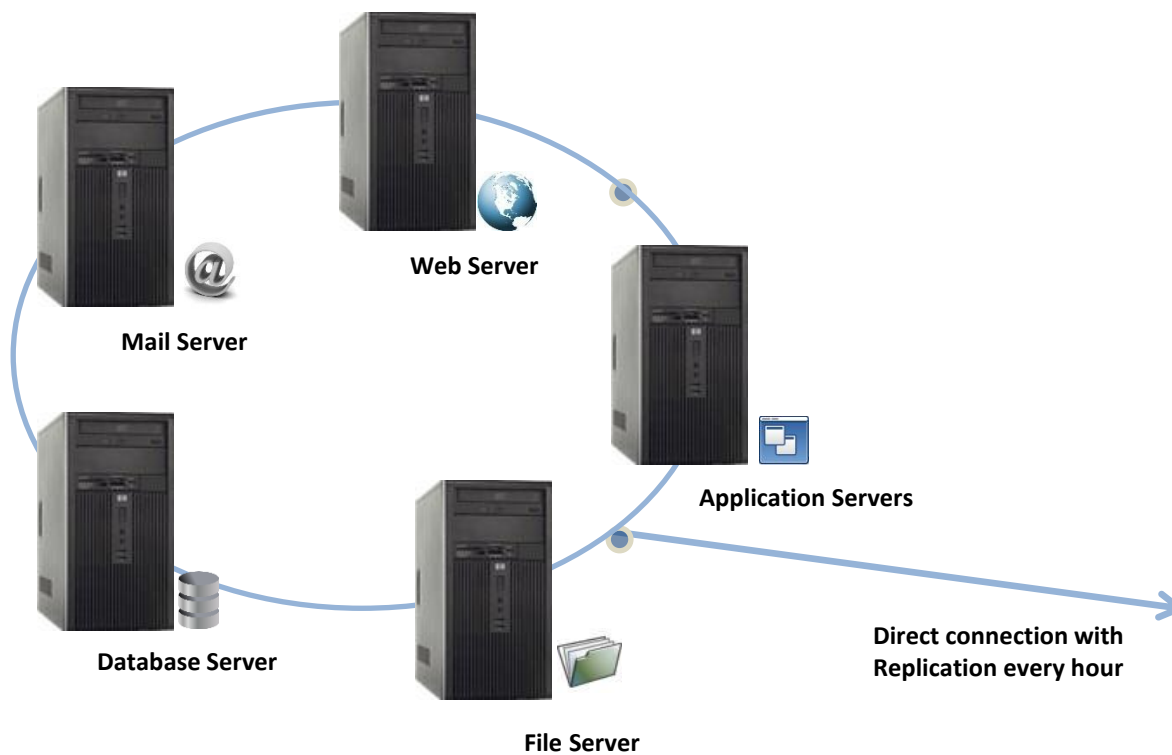 Web Server
Mail Server
Application Servers
Direct connection with
Replication every hour
Database Server
File Server